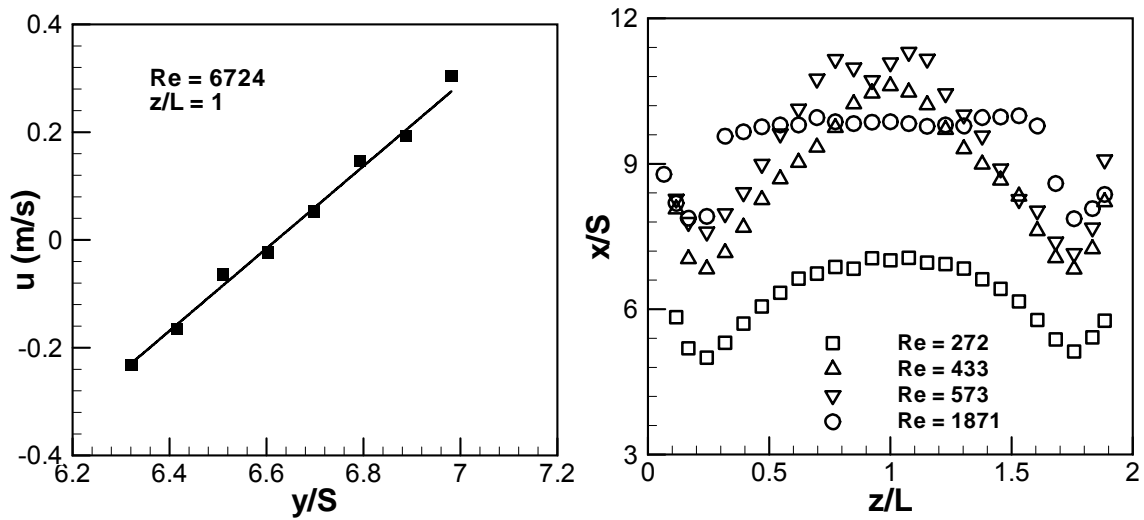 0.4
0.2
0
-0.2
-0.4
u (m/s)
Re = 6724
z/L = 1
6.2
6.4
6.6
6.8
7
7.2
y/S
12
9
6
3
x/S
Re = 272
Re = 433
Re = 573
Re = 1871
0
0.5
1
1.5
2
z/L